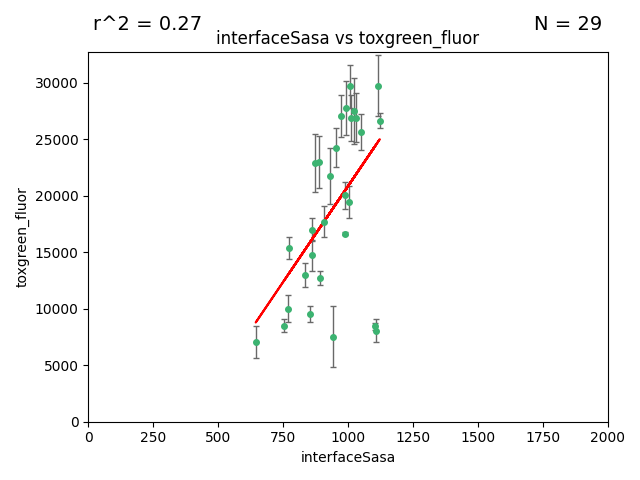 r^2 = 0.27
N = 29
interfaceSasa vs toxgreen_fluor
30000
25000
20000
15000
10000
5000
0
toxgreen_fluor
0 250 500 750 1000 1250 1500 1750 2000
interfaceSasa